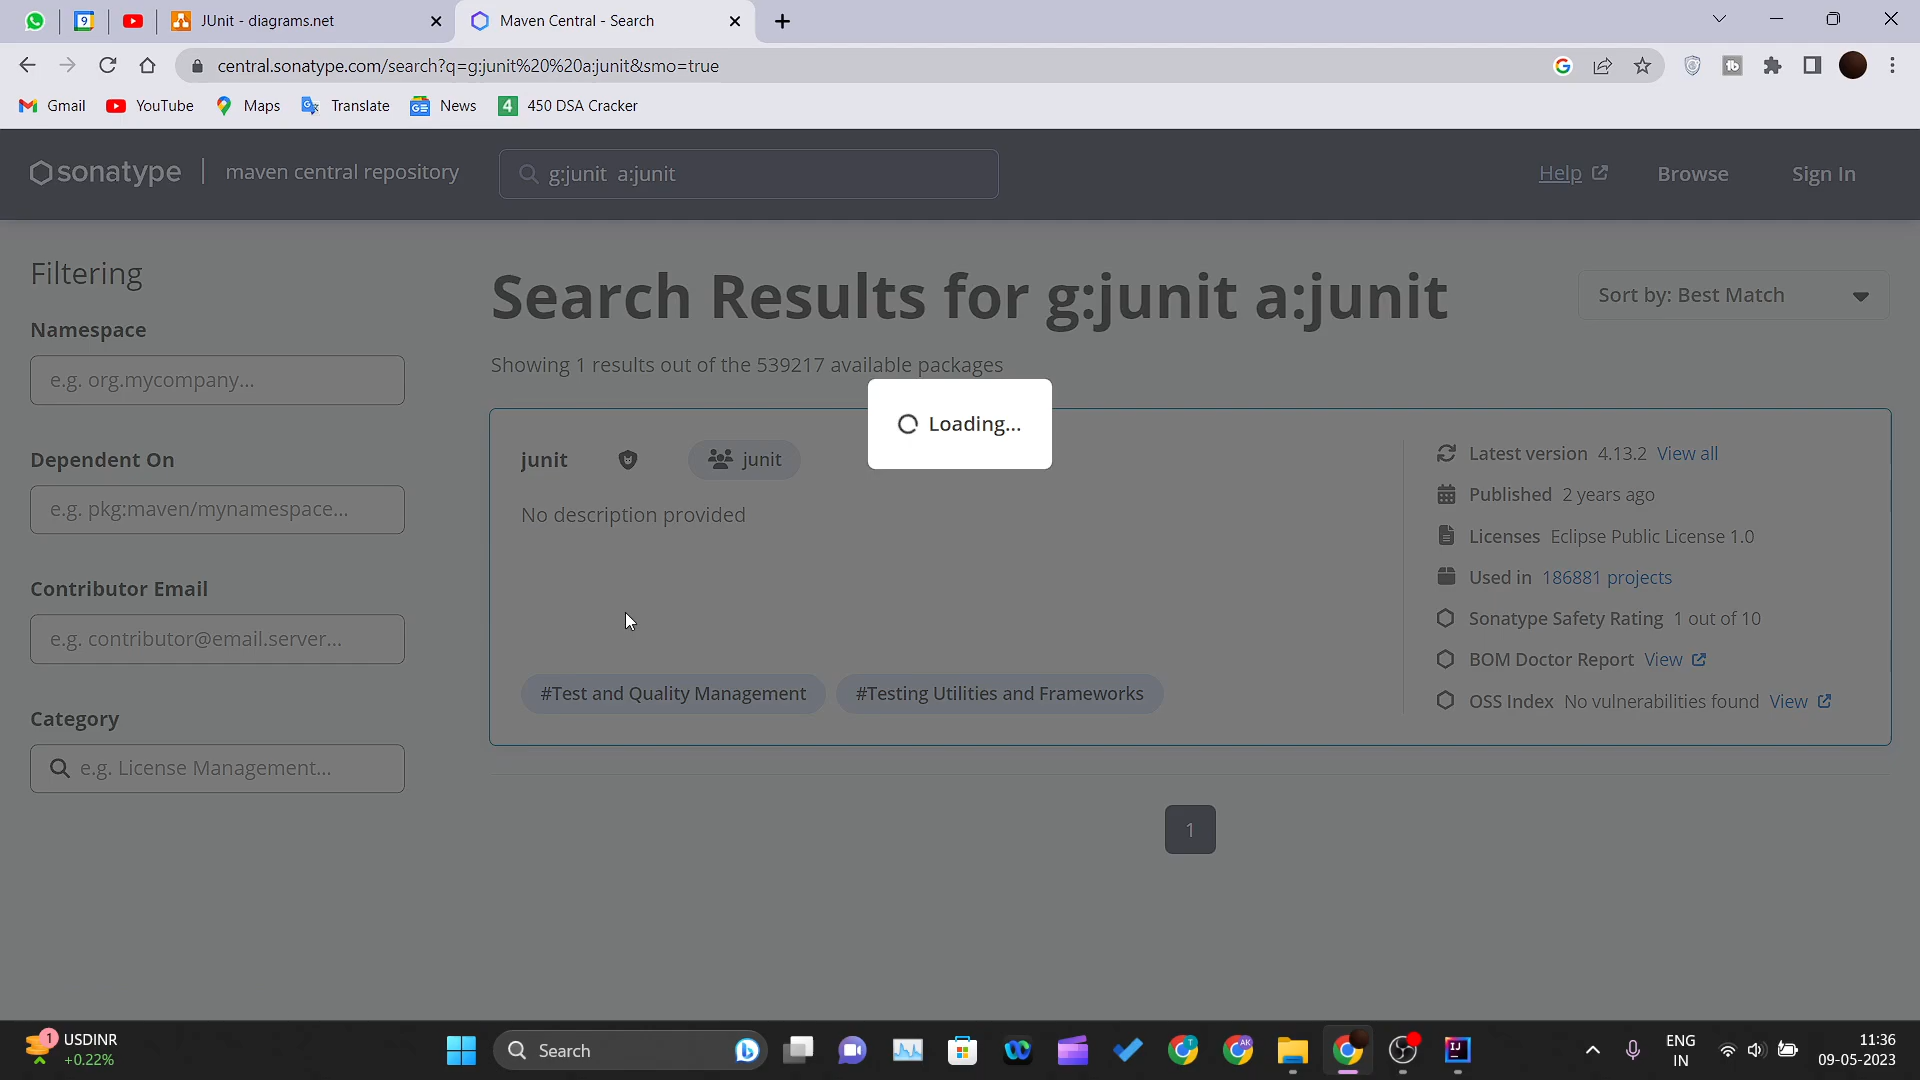 9 JUnit - diagrams.net Maven Central - Search
central.sonatype.com/search?q=g:junit%20%20a:junit&smo=true
Gmail YouTube Maps Translate News 4 450 DSA Cracker
sonatype maven central repository g:junit a:junit Help Browse Sign In
Filtering
Namespace
e.g. org.mycompany...
Dependent On
e.g. pkg:maven/mynamespace...
Contributor Email
e.g. contributor@email.server...
Category
e.g. License Management...
Search Results for g:junit a:junit
Sort by: Best Match
Showing 1 results out of the 539217 available packages
Loading...
junit junit
No description provided
#Test and Quality Management #Testing Utilities and Frameworks
Latest version 4.13.2 View all
Published 2 years ago
Licenses Eclipse Public License 1.0
Used in 186881 projects
Sonatype Safety Rating 1 out of 10
BOM Doctor Report View
OSS Index No vulnerabilities found View
1
1 USDINR
+0.22%
Search
T
AK
IJ
ENG
IN
11:36
09-05-2023